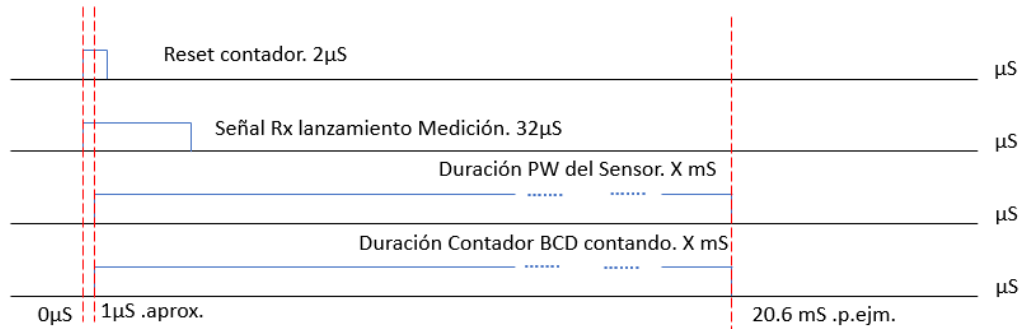 Reset contador. 2µS
µS
Señal Rx lanzamiento Medición. 32µS
µS
Duración PW del Sensor. X mS
µS
Duración Contador BCD contando. X mS
µS
0µS
1µS .aprox.
20.6 mS .p.ejm.